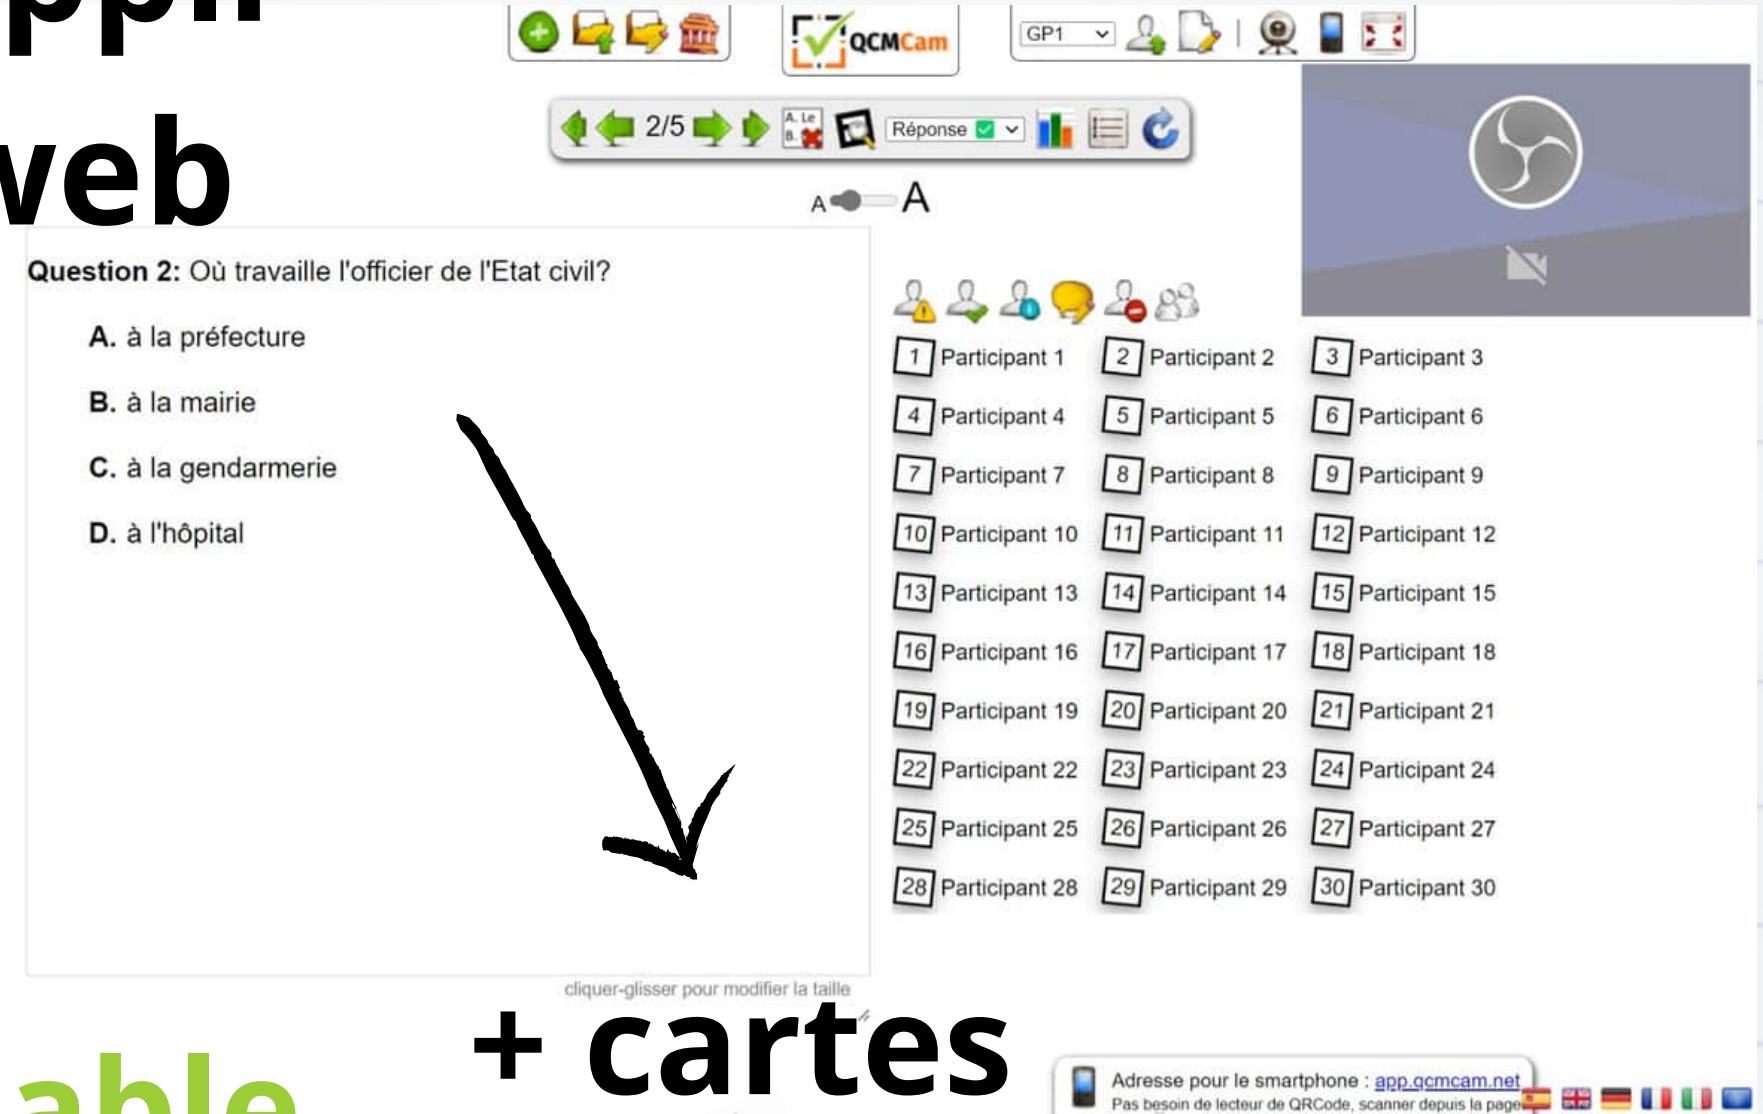 web
QCMCam
GP1
2/5
A. Le
B.
Réponse
A A
Question 2: Où travaille l'officier de l'Etat civil?
A. à la préfecture
B. à la mairie
C. à la gendarmerie
D. à l'hôpital
1 Participant 1 2 Participant 2 3 Participant 3
4 Participant 4 5 Participant 5 6 Participant 6
7 Participant 7 8 Participant 8 9 Participant 9
10 Participant 10 11 Participant 11 12 Participant 12
13 Participant 13 14 Participant 14 15 Participant 15
16 Participant 16 17 Participant 17 18 Participant 18
19 Participant 19 20 Participant 20 21 Participant 21
22 Participant 22 23 Participant 23 24 Participant 24
25 Participant 25 26 Participant 26 27 Participant 27
28 Participant 28 29 Participant 29 30 Participant 30
cliquer-glisser pour modifier la taille
+ cartes
able
Adresse pour le smartphone : app.qcmcam.net
Pas besoin de lecteur de QRCode, scanner depuis la page